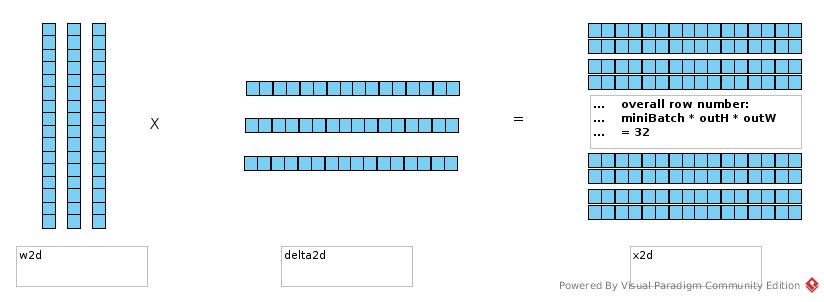 X
=
... overall row number:
... miniBatch * outH * outW
... = 32
w2d
delta2d
x2d
Powered By Visual Paradigm Community Edition